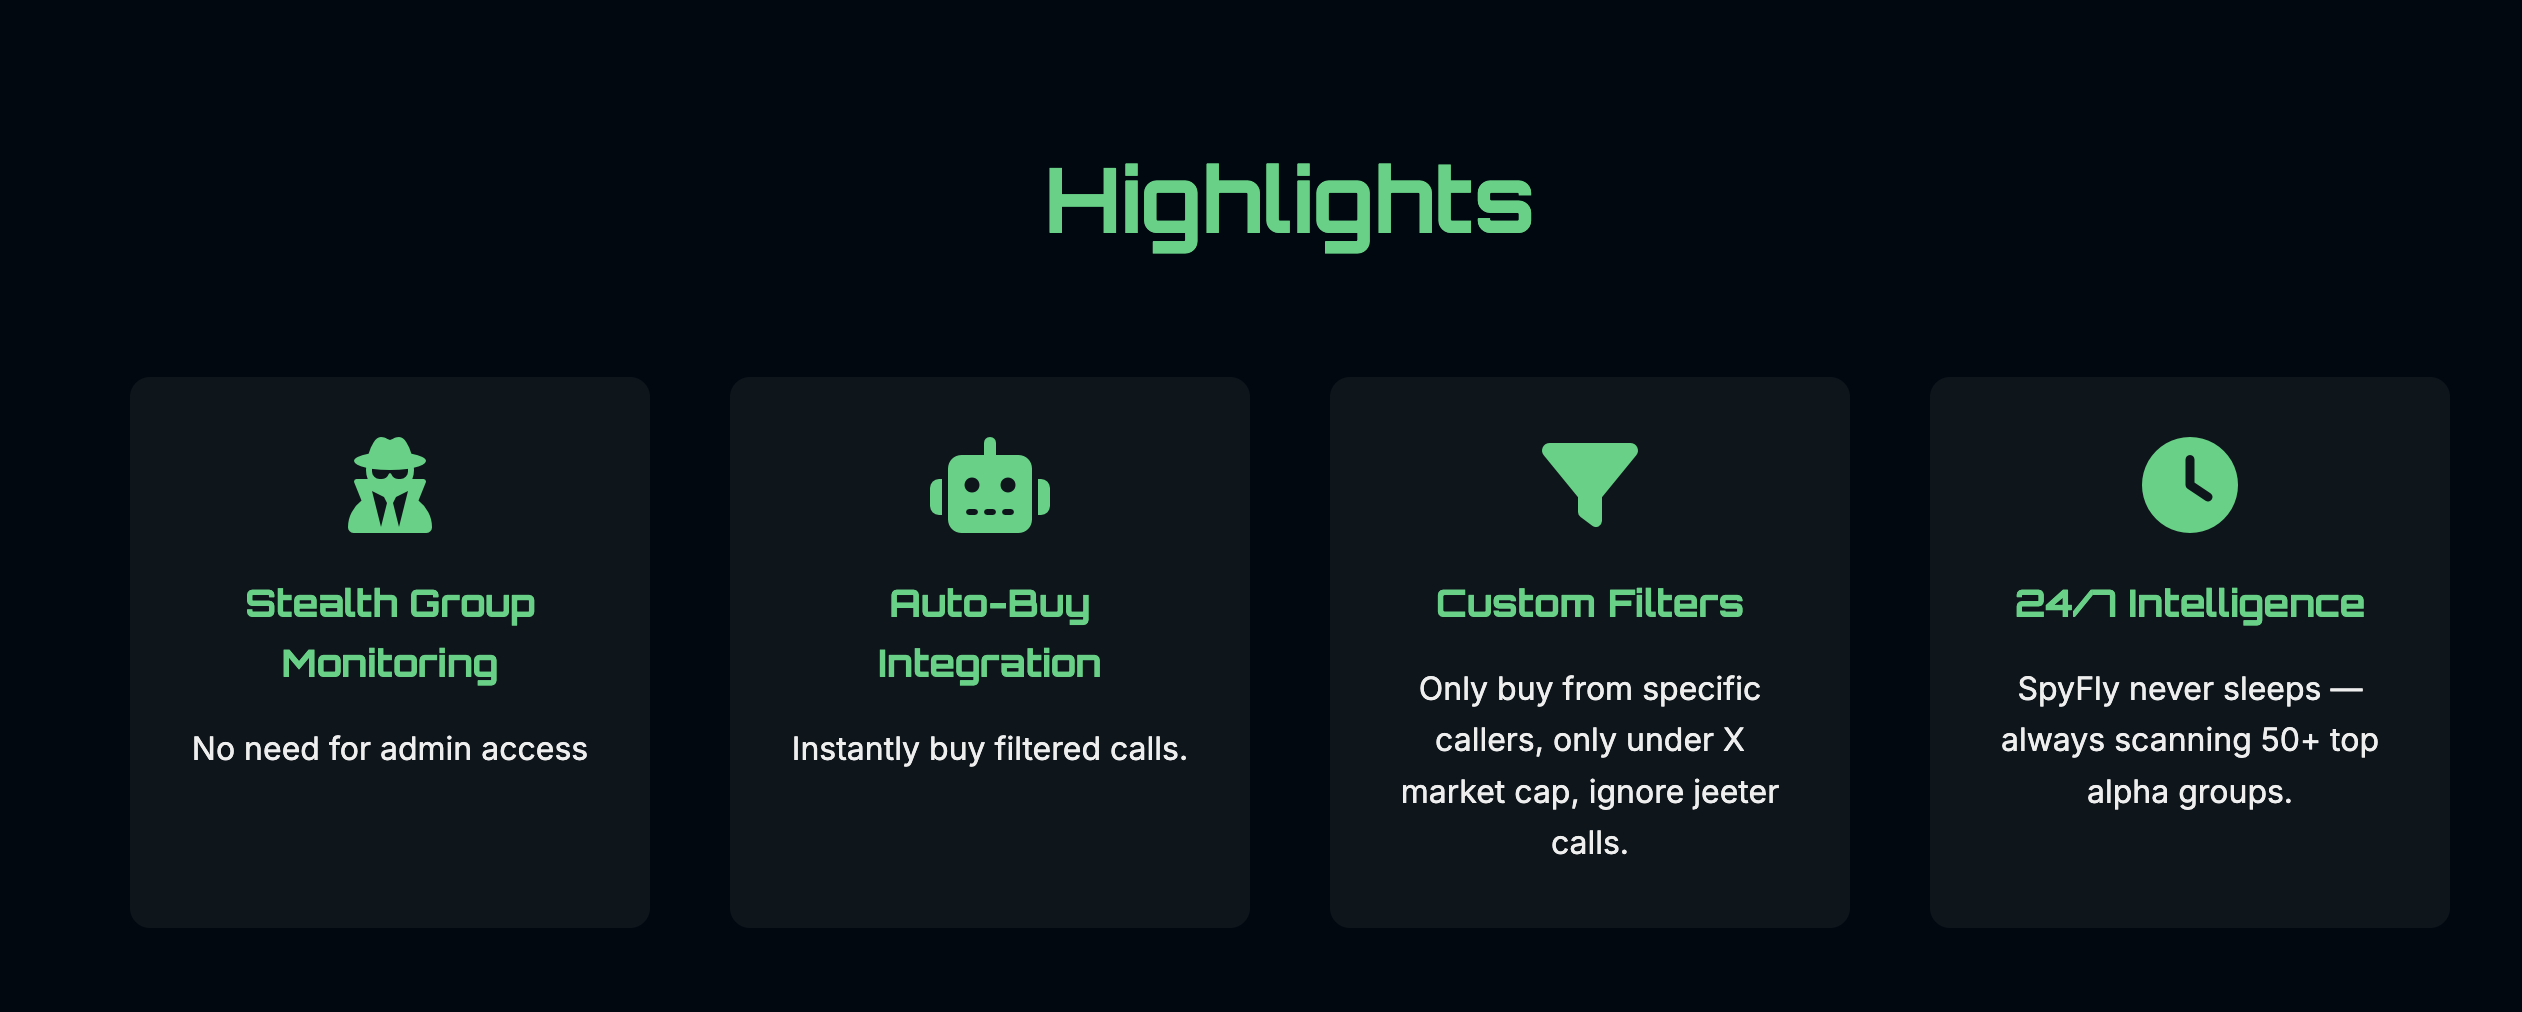 Highlights
Stealth Group
Monitoring
No need for admin access
Auto-Buy
Integration
Instantly buy filtered calls.
Custom Filters
Only buy from specific
callers, only under X
market cap, ignore jeeter
calls.
24/7 Intelligence
SpyFly never sleeps —
always scanning 50+ top
alpha groups.